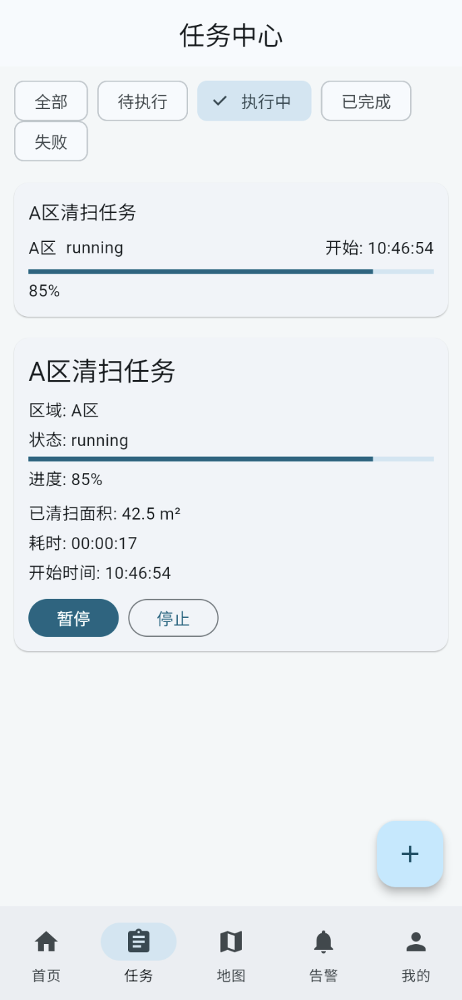 任务中心
全部 待执行 执行中 已完成
失败
A区清扫任务
A区 running 开始: 10:46:54
85%
A区清扫任务
区域: A区
状态: running
进度: 85%
已清扫面积: 42.5 m²
耗时: 00:00:17
开始时间: 10:46:54
暂停 停止
+
首页 任务 地图 告警 我的